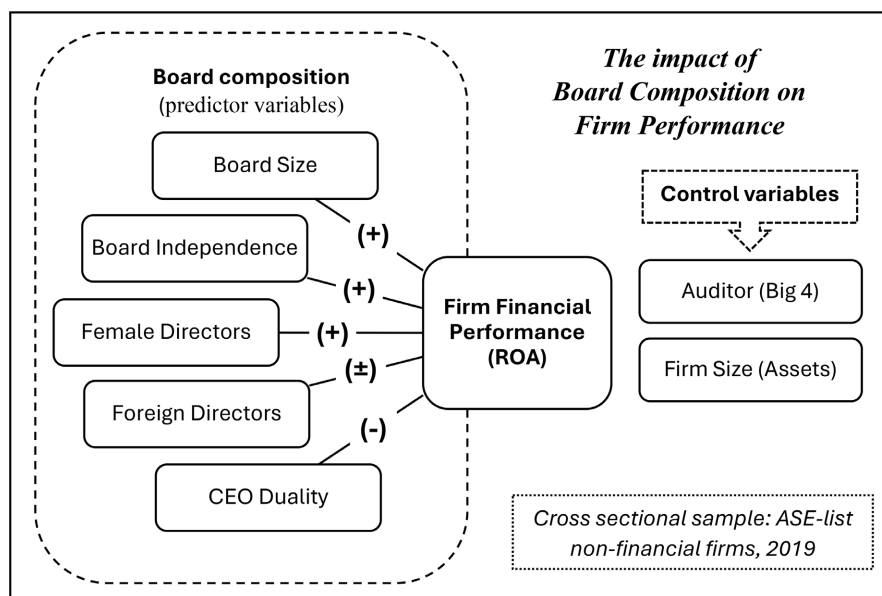 The impact of
Board Composition on
Firm Performance
Board composition
(predictor variables)
Board Size
(+)
Board Independence
(+)
Female Directors
(+)
Foreign Directors
(±)
CEO Duality
(-)
Firm Financial
Performance
(ROA)
Control variables
Auditor (Big 4)
Firm Size (Assets)
Cross sectional sample: ASE-list
non-financial firms, 2019